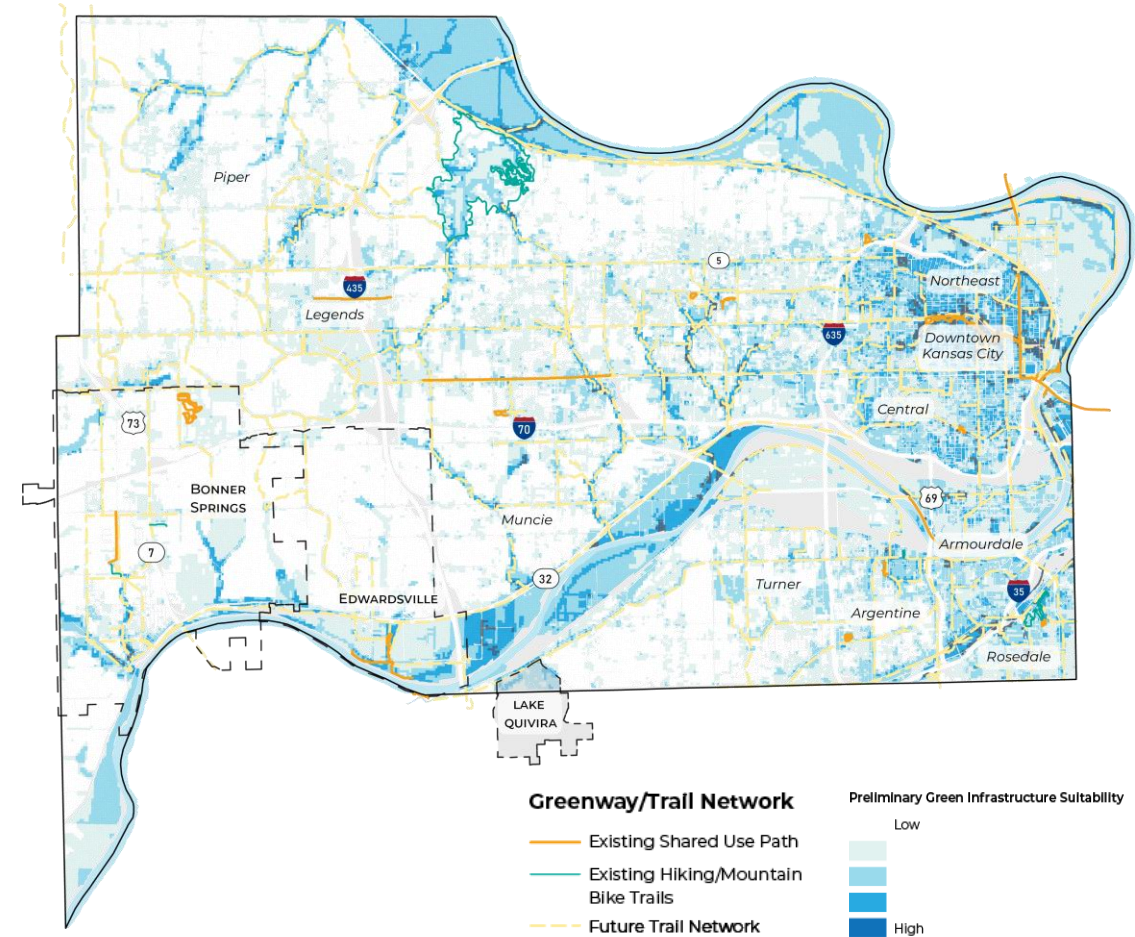 Piper
5
435
Northeast
Legends
635
Downtown
Kansas City
73
70
Central
BONNER
SPRINGS
69
Muncie
7
Armourdale
32
Turner
35
EDWARDSVILLE
Argentine
Rosedale
LAKE
QUIVIRA
Greenway/Trail Network
Existing Shared Use Path
Existing Hiking/Mountain
Bike Trails
Future Trail Network
Preliminary Green Infrastructure Suitability
Low
High